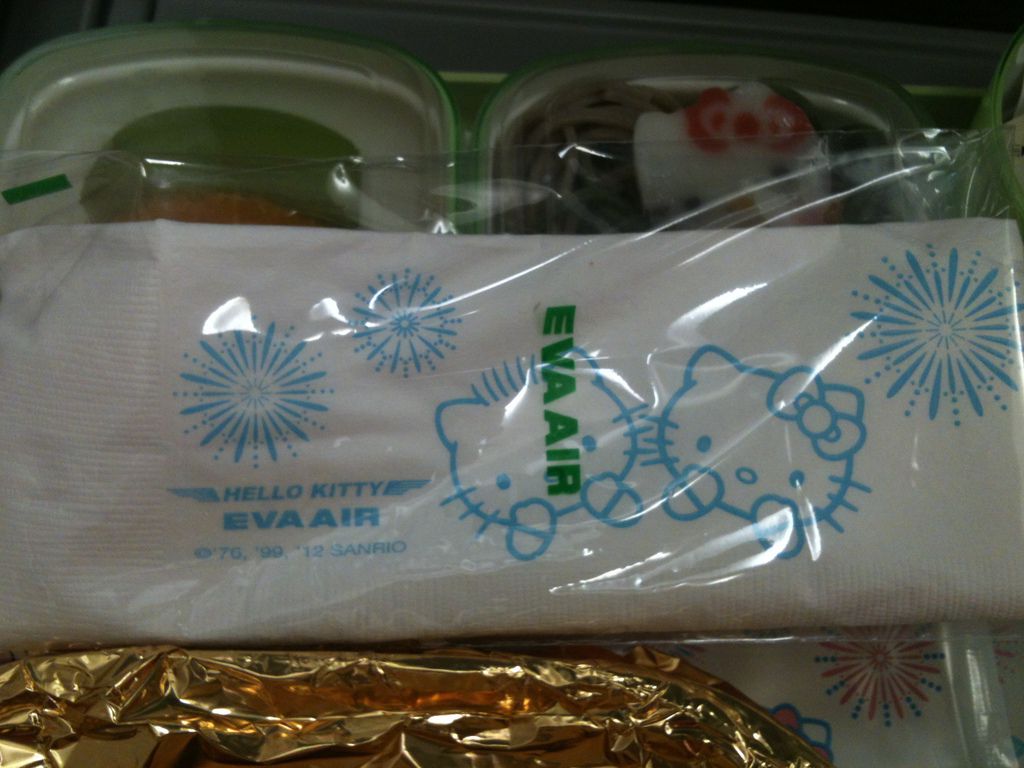 EVA AIR
HELLO KITTY
EVA AIR
©'76, '99, '12 SANRIO